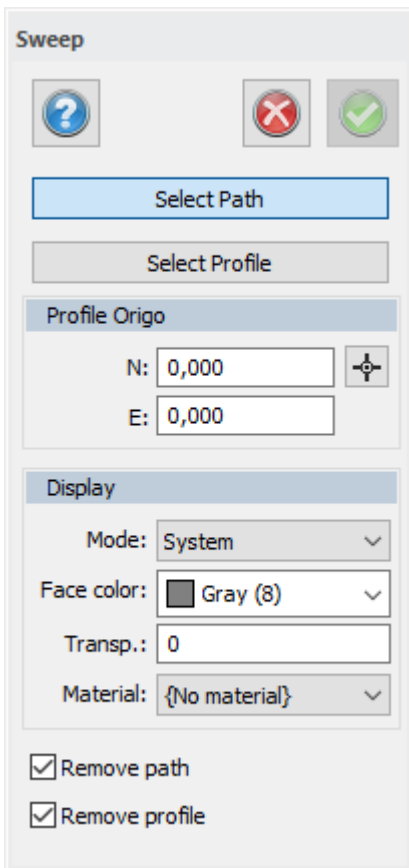 Sweep
Select Path
Select Profile
Profile Origo
N: 0,000
E: 0,000
Display
Mode: System
Face color: Gray (8)
Transp.: 0
Material: {No material}
Remove path
Remove profile